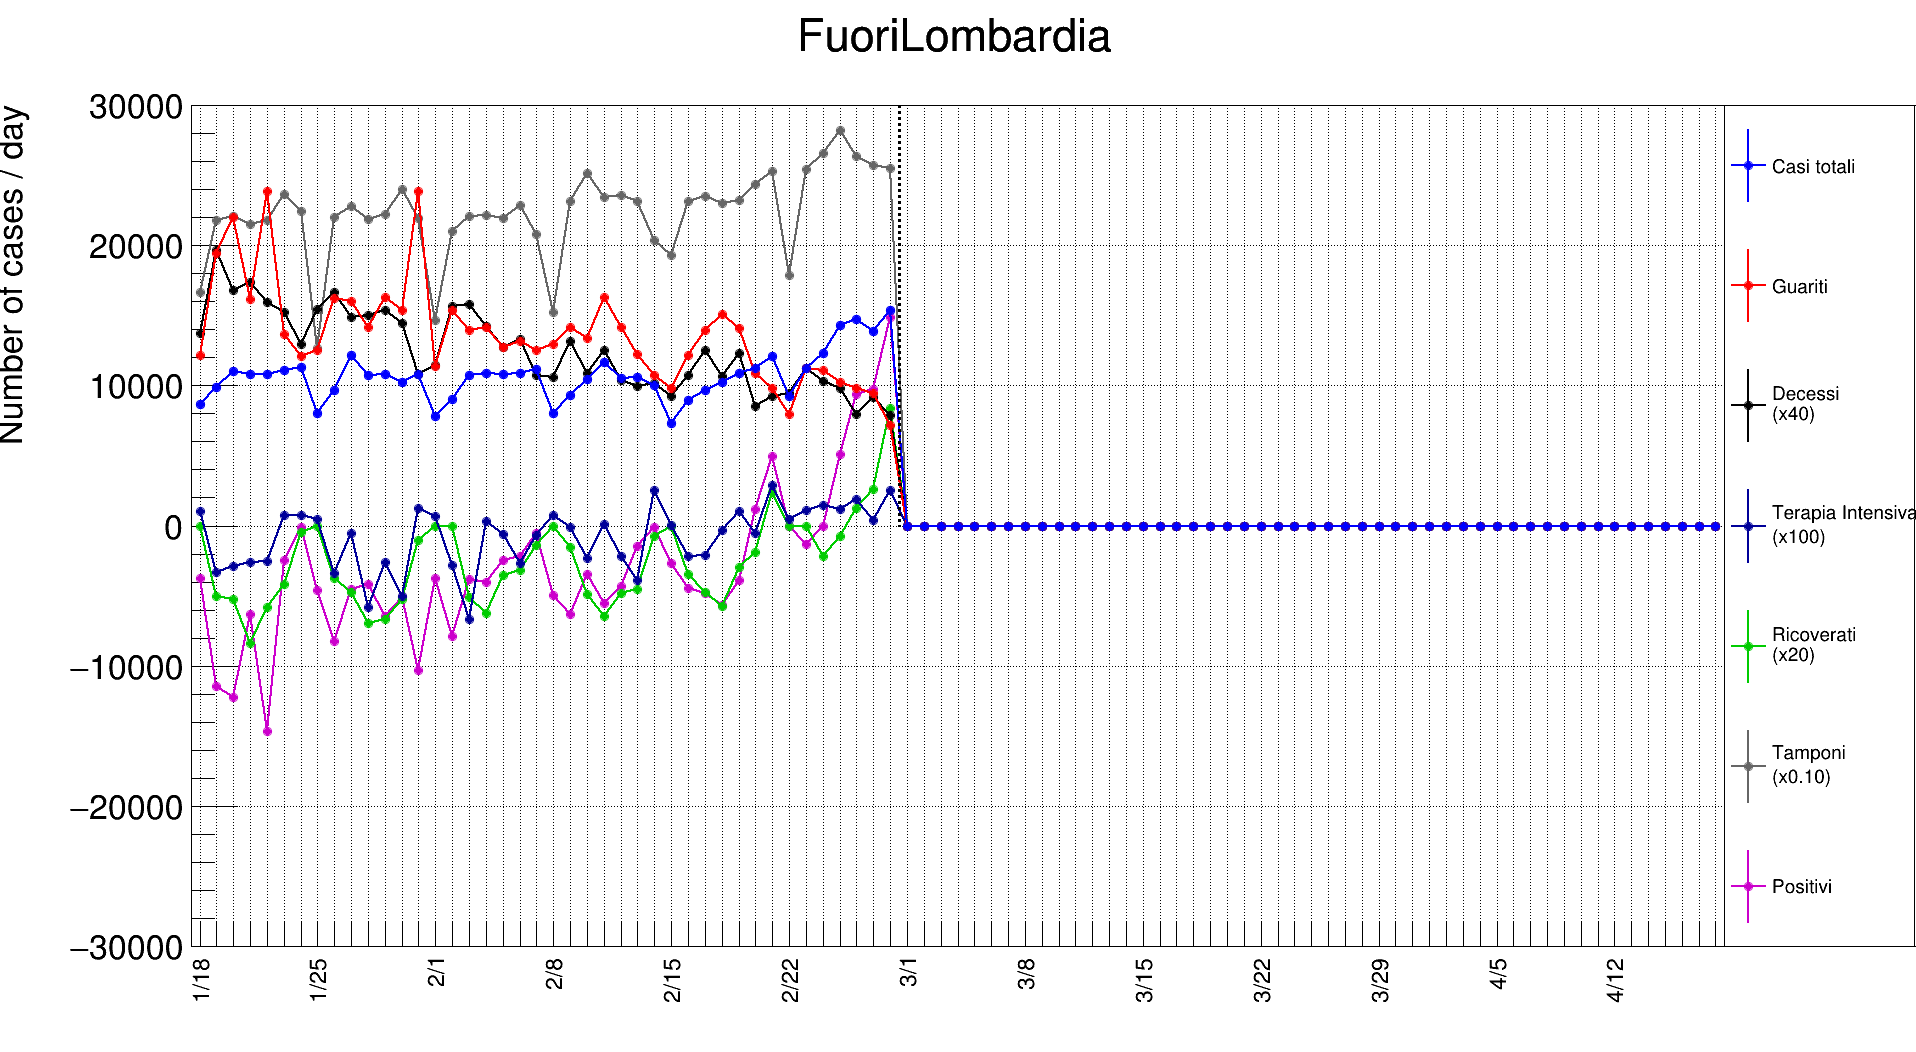 FuoriLombardia
Number of cases / day
30000
20000
10000
0
−10000
−20000
−30000
1/18
1/25
2/1
2/8
2/15
2/22
3/1
3/8
3/15
3/22
3/29
4/5
4/12
Casi totali
Guariti
Decessi
(x40)
Terapia Intensiva
(x100)
Ricoverati
(x20)
Tamponi
(x0.10)
Positivi